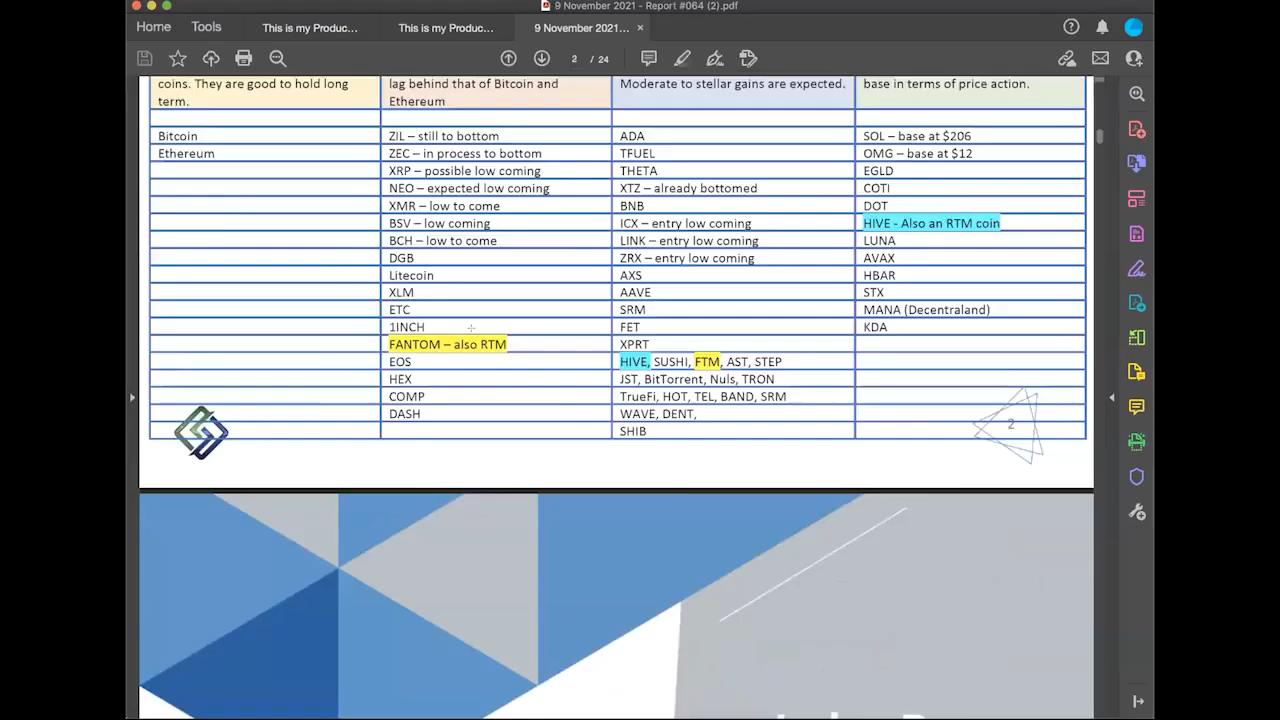 9 November 2021 - Report #064 (2).pdf
Home Tools This is my Produc... This is my Produc... 9 November 2021... ×
2 / 24
coins. They are good to hold long term.
lag behind that of Bitcoin and Ethereum
Moderate to stellar gains are expected.
base in terms of price action.
Bitcoin ZIL – still to bottom ADA SOL – base at $206
Ethereum ZEC – in process to bottom TFUEL OMG – base at $12
XRP – possible low coming THETA EGLD
NEO – expected low coming XTZ – already bottomed COTI
XMR – low to come BNB DOT
BSV – low coming ICX – entry low coming HIVE - Also an RTM coin
BCH – low to come LINK – entry low coming LUNA
DGB ZRX – entry low coming AVAX
Litecoin AXS HBAR
XLM AAVE STX
ETC SRM MANA (Decentraland)
1INCH FET KDA
FANTOM – also RTM XPRT
EOS HIVE, SUSHI, FTM, AST, STEP
HEX JST, BitTorrent, Nuls, TRON
COMP TrueFi, HOT, TEL, BAND, SRM
DASH WAVE, DENT,
SHIB
2